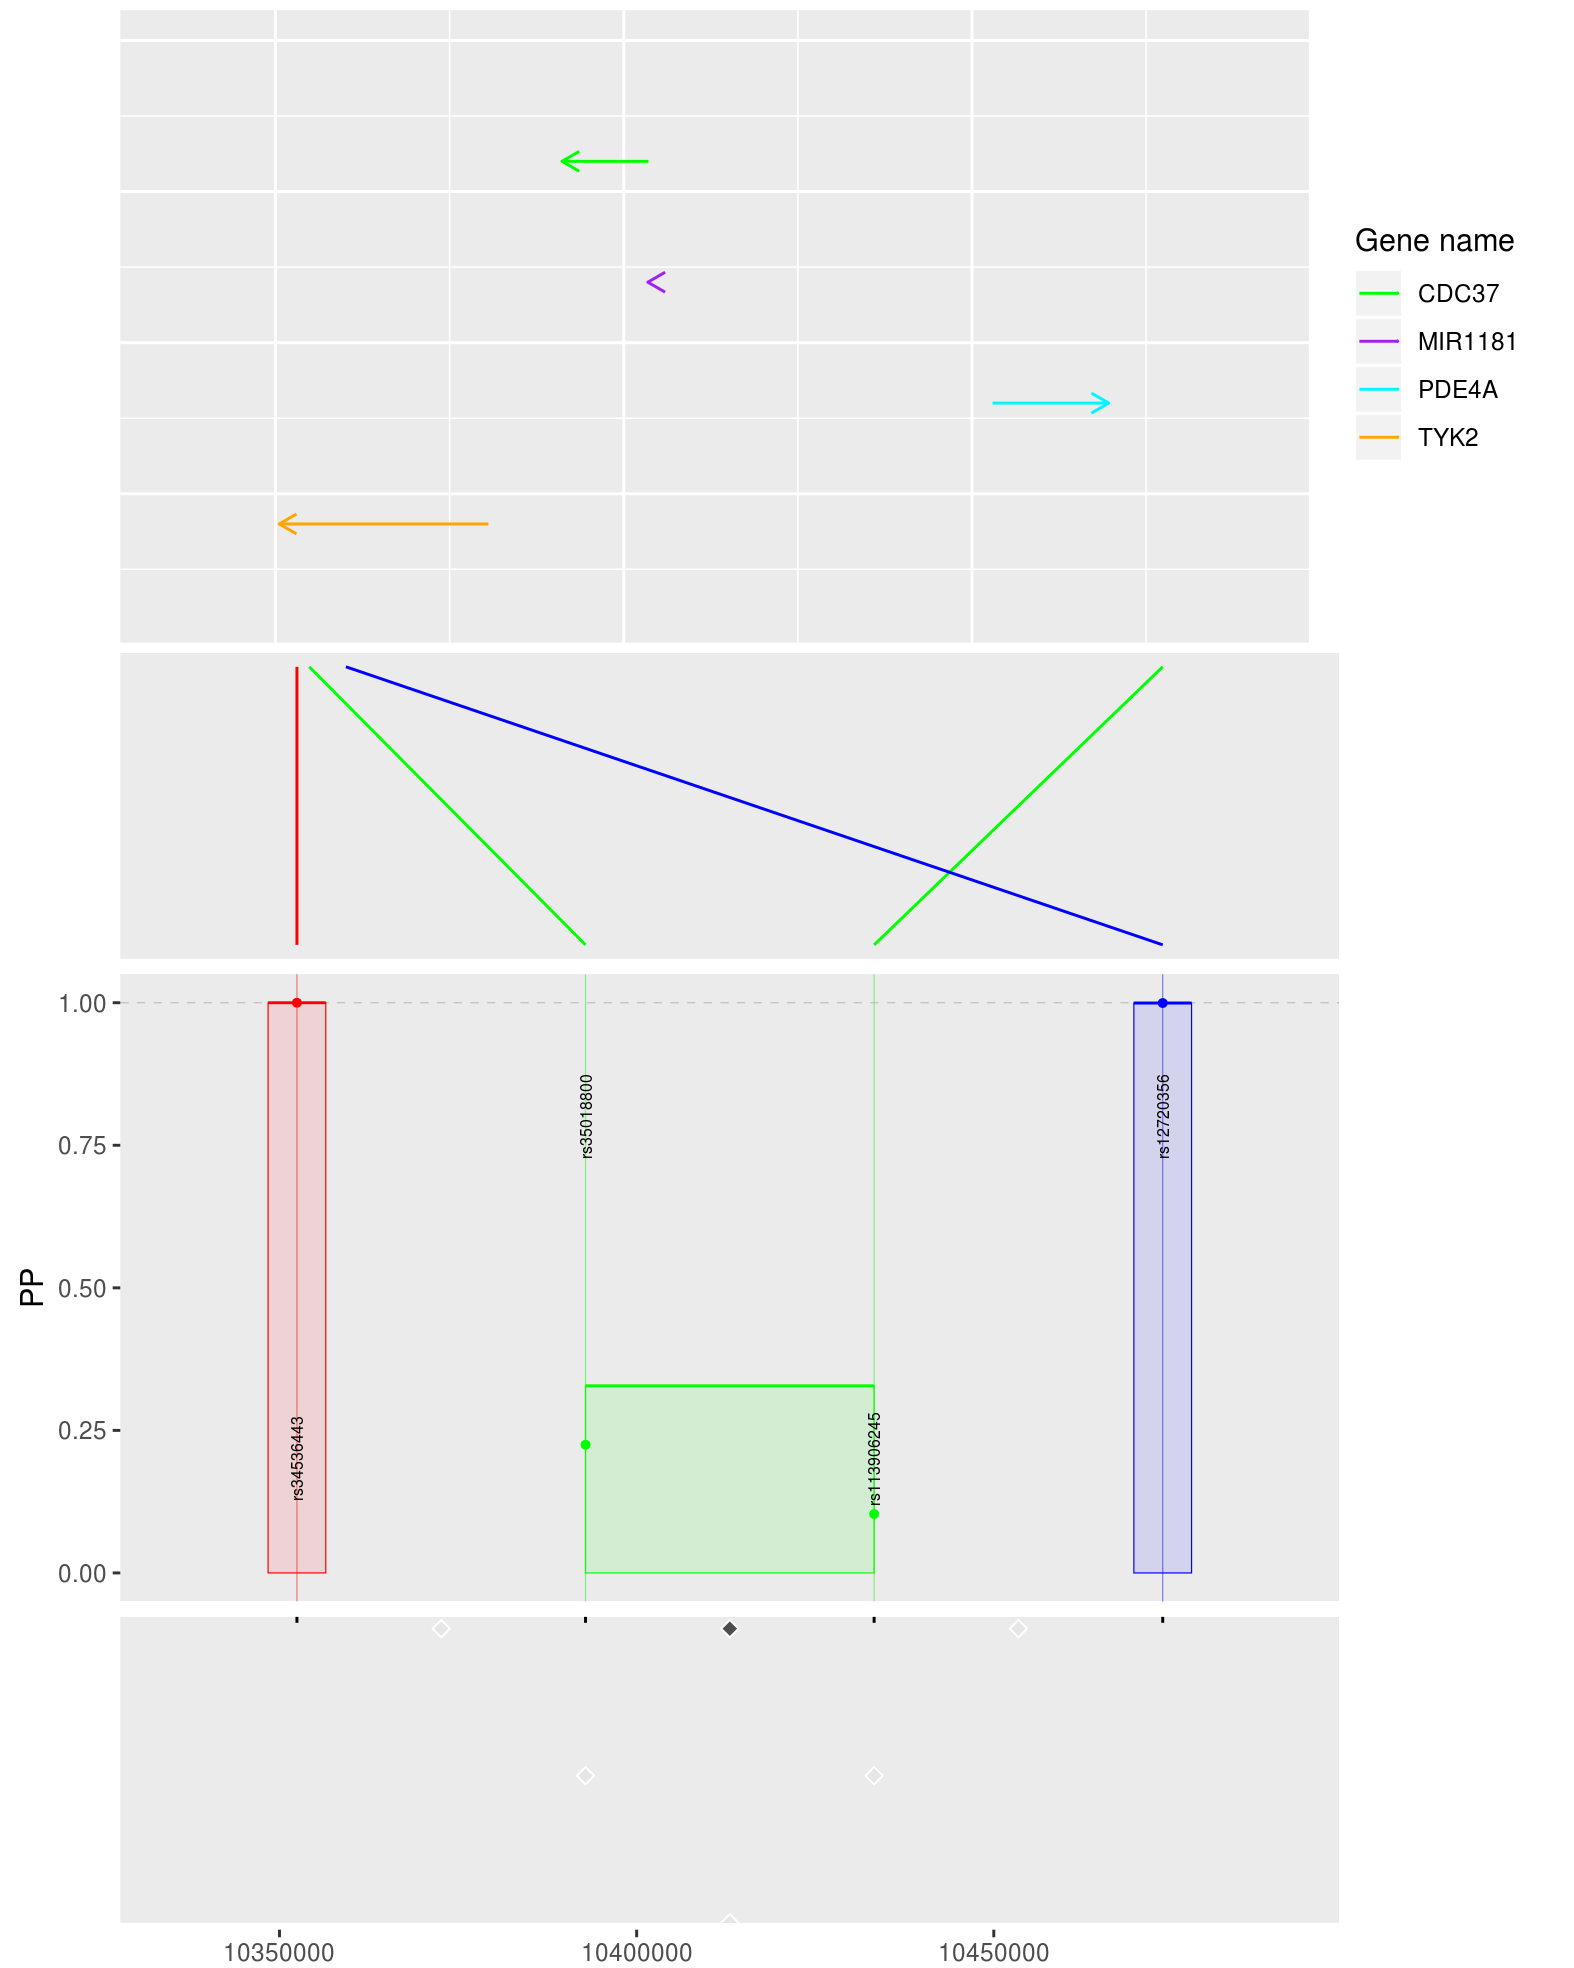 Gene name
CDC37
MIR1181
PDE4A
TYK2
1.00
0.75
0.50
0.25
0.00
PP
rs34536443
rs35018800
rs113906245
rs12720356
10350000
10400000
10450000